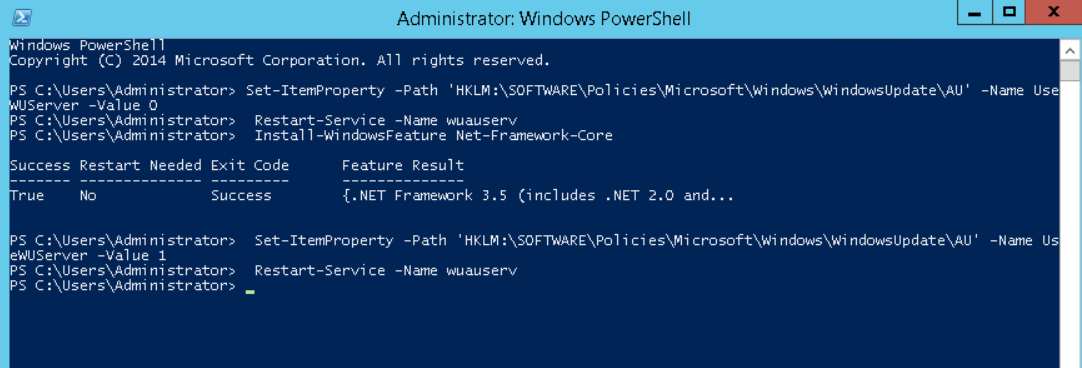 Administrator: Windows PowerShell
Windows PowerShell
Copyright (C) 2014 Microsoft Corporation. All rights reserved.
PS C:\Users\Administrator> Set-ItemProperty -Path 'HKLM:\SOFTWARE\Policies\Microsoft\Windows\WindowsUpdate\AU' -Name Use
WUServer -Value 0
PS C:\Users\Administrator>  Restart-Service -Name wuauserv
PS C:\Users\Administrator>  Install-WindowsFeature Net-Framework-Core
Success Restart Needed Exit Code      Feature Result
------- -------------- ---------      --------------
True    No             Success        {.NET Framework 3.5 (includes .NET 2.0 and...
PS C:\Users\Administrator>  Set-ItemProperty -Path 'HKLM:\SOFTWARE\Policies\Microsoft\Windows\WindowsUpdate\AU' -Name Us
eWUServer -Value 1
PS C:\Users\Administrator>  Restart-Service -Name wuauserv
PS C:\Users\Administrator>